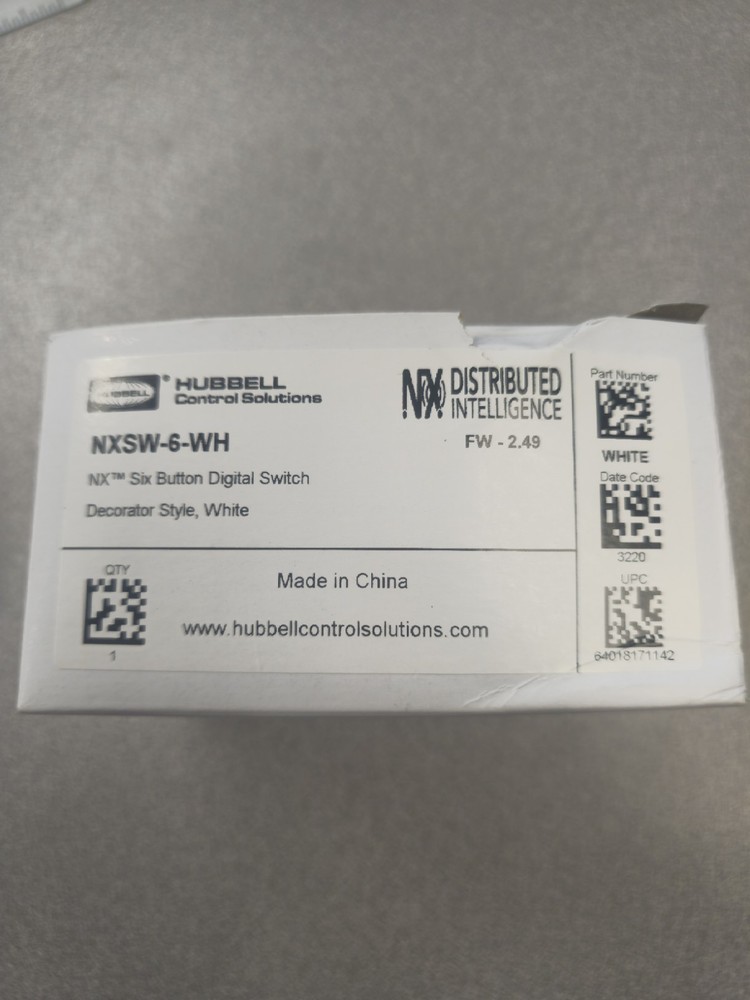 HUBBELL
HUBBELL
Control Solutions
NX DISTRIBUTED
INTELLIGENCE
NXSW-6-WH
FW - 2.49
NX™ Six Button Digital Switch
Decorator Style, White
QTY
1
Made in China
www.hubbellcontrolsolutions.com
Part Number
WHITE
Date Code
3220
UPC
64018171142